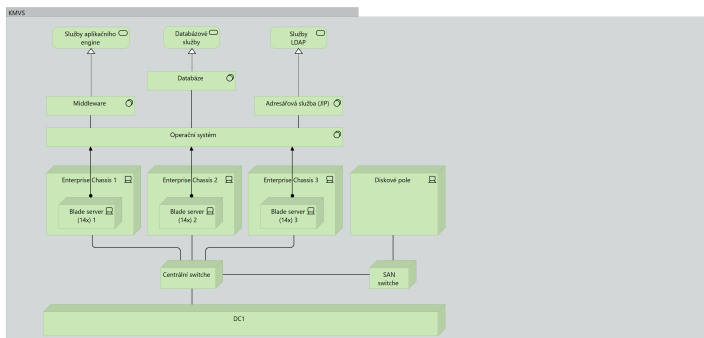 KMVS
Služby aplikačního
engine
Databázové
služby
Služby
LDAP
Databáze
Middleware
Adresářová služba (JIP)
Operační systém
Enterprise Chassis 1
Enterprise Chassis 2
Enterprise Chassis 3
Diskové pole
Blade server
(14x) 1
Blade server
(14x) 2
Blade server
(14x) 3
Centrální switche
SAN
switche
DC1